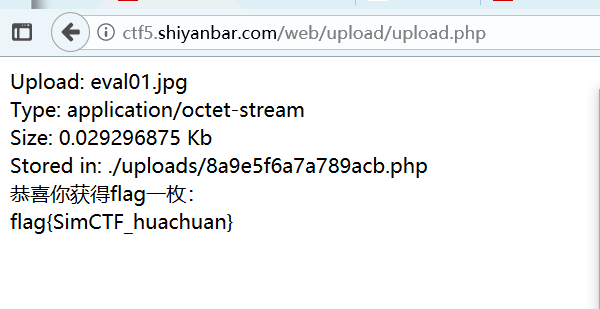 ctf5.shiyanbar.com/web/upload/upload.php
Upload: eval01.jpg
Type: application/octet-stream
Size: 0.029296875 Kb
Stored in: ./uploads/8a9e5f6a7a789acb.php
恭喜你获得flag一枚：
flag{SimCTF_huachuan}